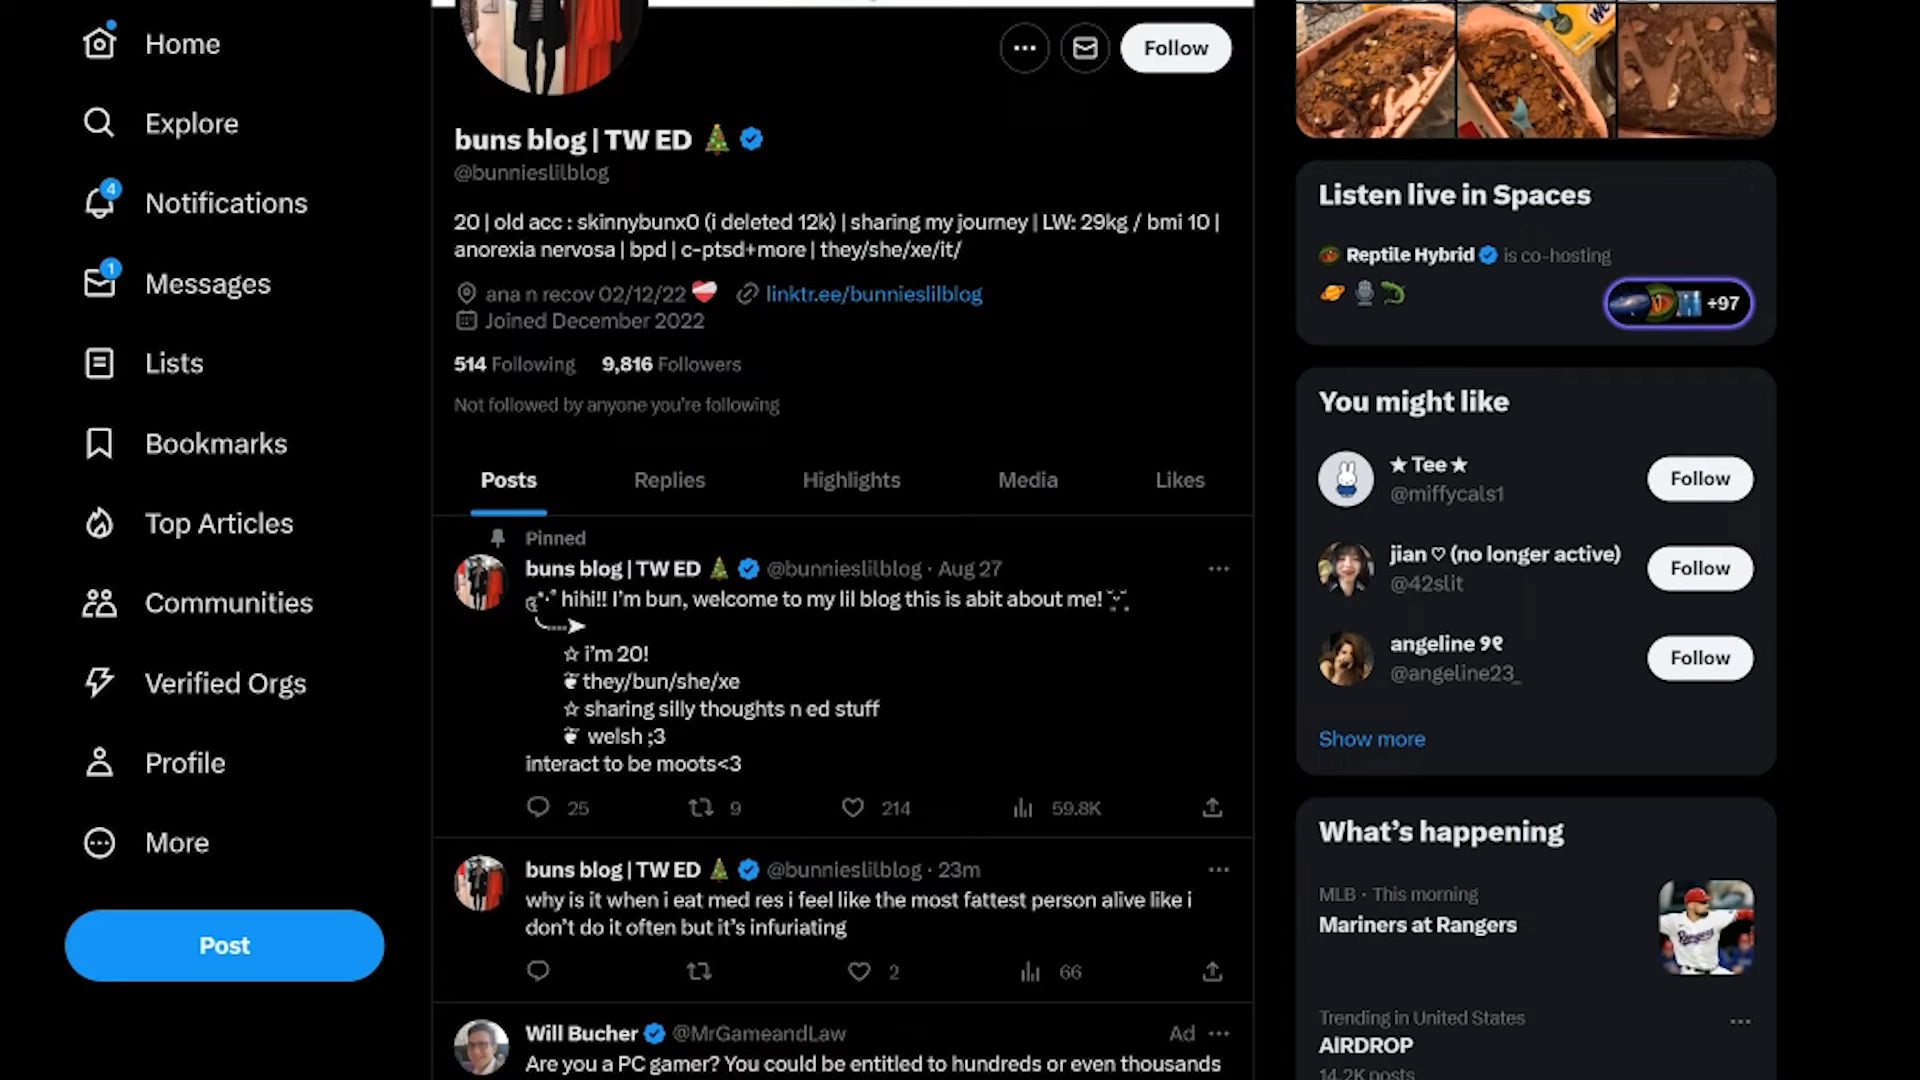 Home
Explore
4
Notifications
1
Messages
Lists
Bookmarks
Top Articles
Communities
Verified Orgs
Profile
More
Post
Follow
buns blog | TW ED
@bunnieslilblog
20 | old acc : skinnybunx0 (i deleted 12k) | sharing my journey | LW: 29kg / bmi 10 |
anorexia nervosa | bpd | c-ptsd+more | they/she/xe/it/
ana n recov 02/12/22 linktr.ee/bunnieslilblog
Joined December 2022
514 Following 9,816 Followers
Not followed by anyone you're following
Posts Replies Highlights Media Likes
Pinned
buns blog | TW ED @bunnieslilblog · Aug 27
hihi!! I'm bun, welcome to my lil blog this is abit about me!
☆ i'm 20!
they/bun/she/xe
☆ sharing silly thoughts n ed stuff
welsh ;3
interact to be moots<3
25 9 214 59.8K
buns blog | TW ED @bunnieslilblog · 23m
why is it when i eat med res i feel like the most fattest person alive like i
don't do it often but it's infuriating
2 66
Will Bucher @MrGameandLaw Ad
Are you a PC gamer? You could be entitled to hundreds or even thousands
Listen live in Spaces
Reptile Hybrid is co-hosting
+97
You might like
★ Tee ★
@miffycals1
Follow
jian ♡ (no longer active)
@42slit
Follow
angeline ୨୧
@angeline23_
Follow
Show more
What's happening
MLB · This morning
Mariners at Rangers
Rangers
Trending in United States
AIRDROP
14.2K posts